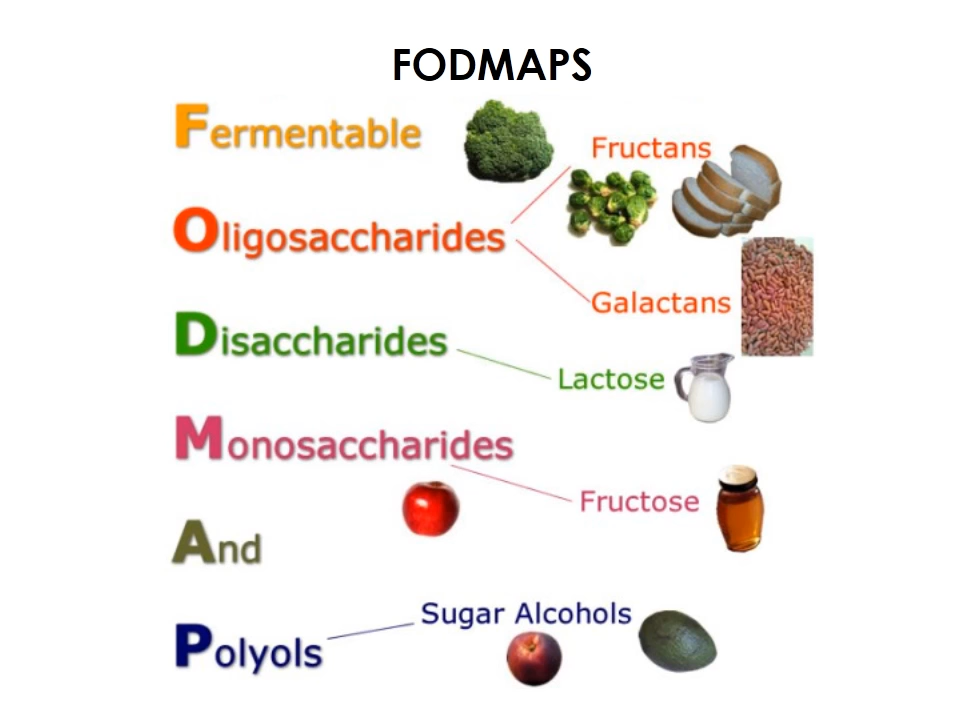 FODMAPS
Fermentable
Fructans
Oligosaccharides
Galactans
Disaccharides
Lactose
Monosaccharides
Fructose
And
Sugar Alcohols
Polyols